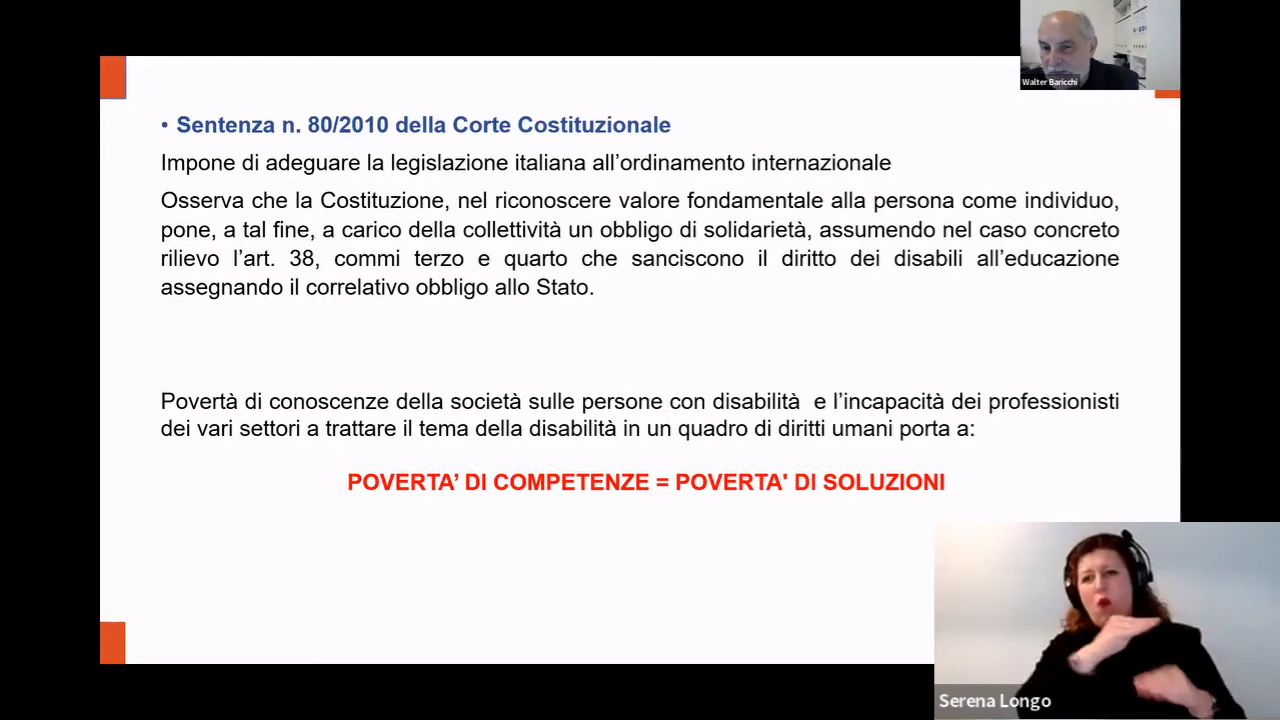 Walter Baricchi
• Sentenza n. 80/2010 della Corte Costituzionale
Impone di adeguare la legislazione italiana all’ordinamento internazionale
Osserva che la Costituzione, nel riconoscere valore fondamentale alla persona come individuo,
pone, a tal fine, a carico della collettività un obbligo di solidarietà, assumendo nel caso concreto
rilievo l’art. 38, commi terzo e quarto che sanciscono il diritto dei disabili all’educazione
assegnando il correlativo obbligo allo Stato.
Povertà di conoscenze della società sulle persone con disabilità  e l’incapacità dei professionisti
dei vari settori a trattare il tema della disabilità in un quadro di diritti umani porta a:
POVERTA’ DI COMPETENZE = POVERTA' DI SOLUZIONI
Serena Longo